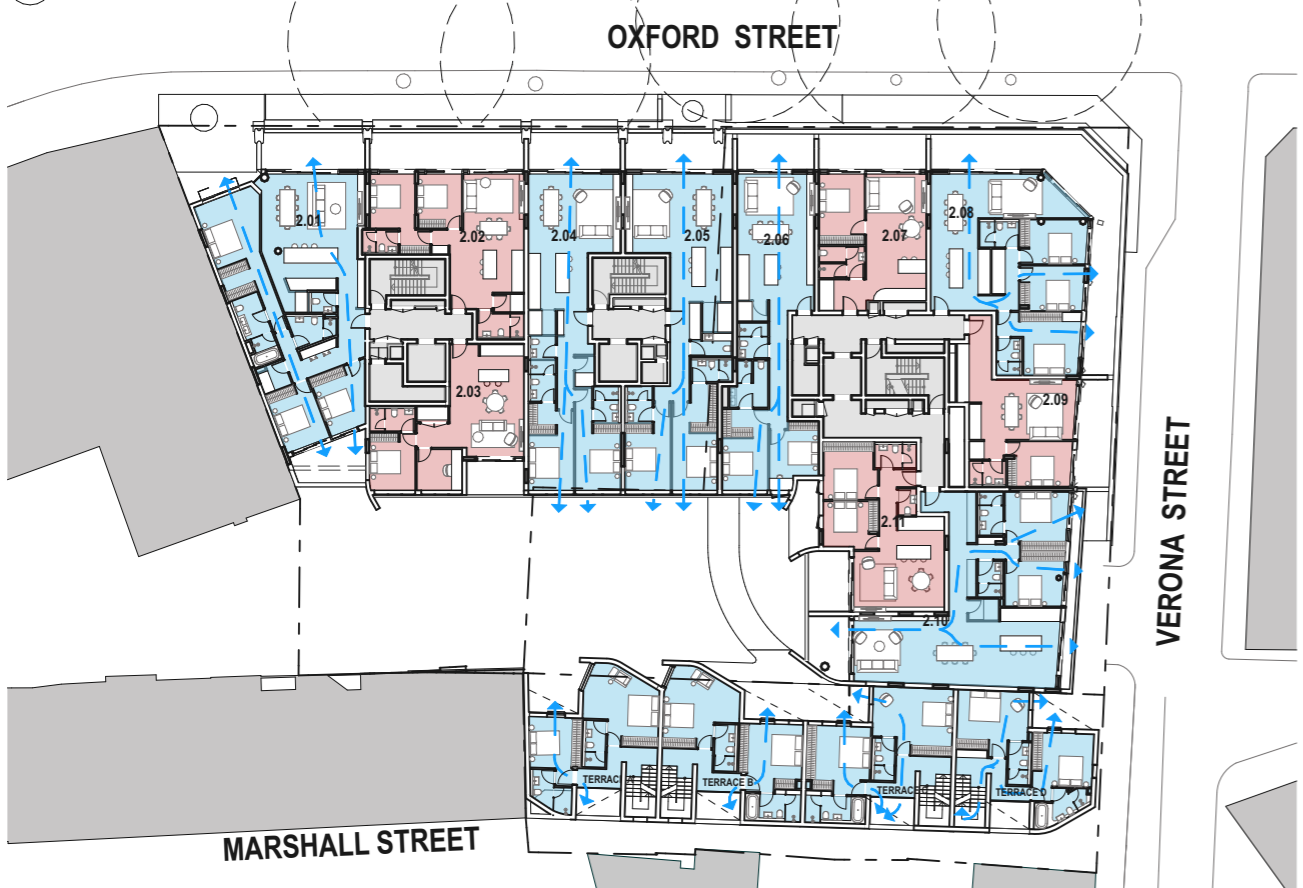 OXFORD STREET
2.01
2.02
2.04
2.05
2.06
2.07
2.08
2.03
2.09
2.11
2.10
VERONA STREET
TERRACE B
TERRACE D
MARSHALL STREET